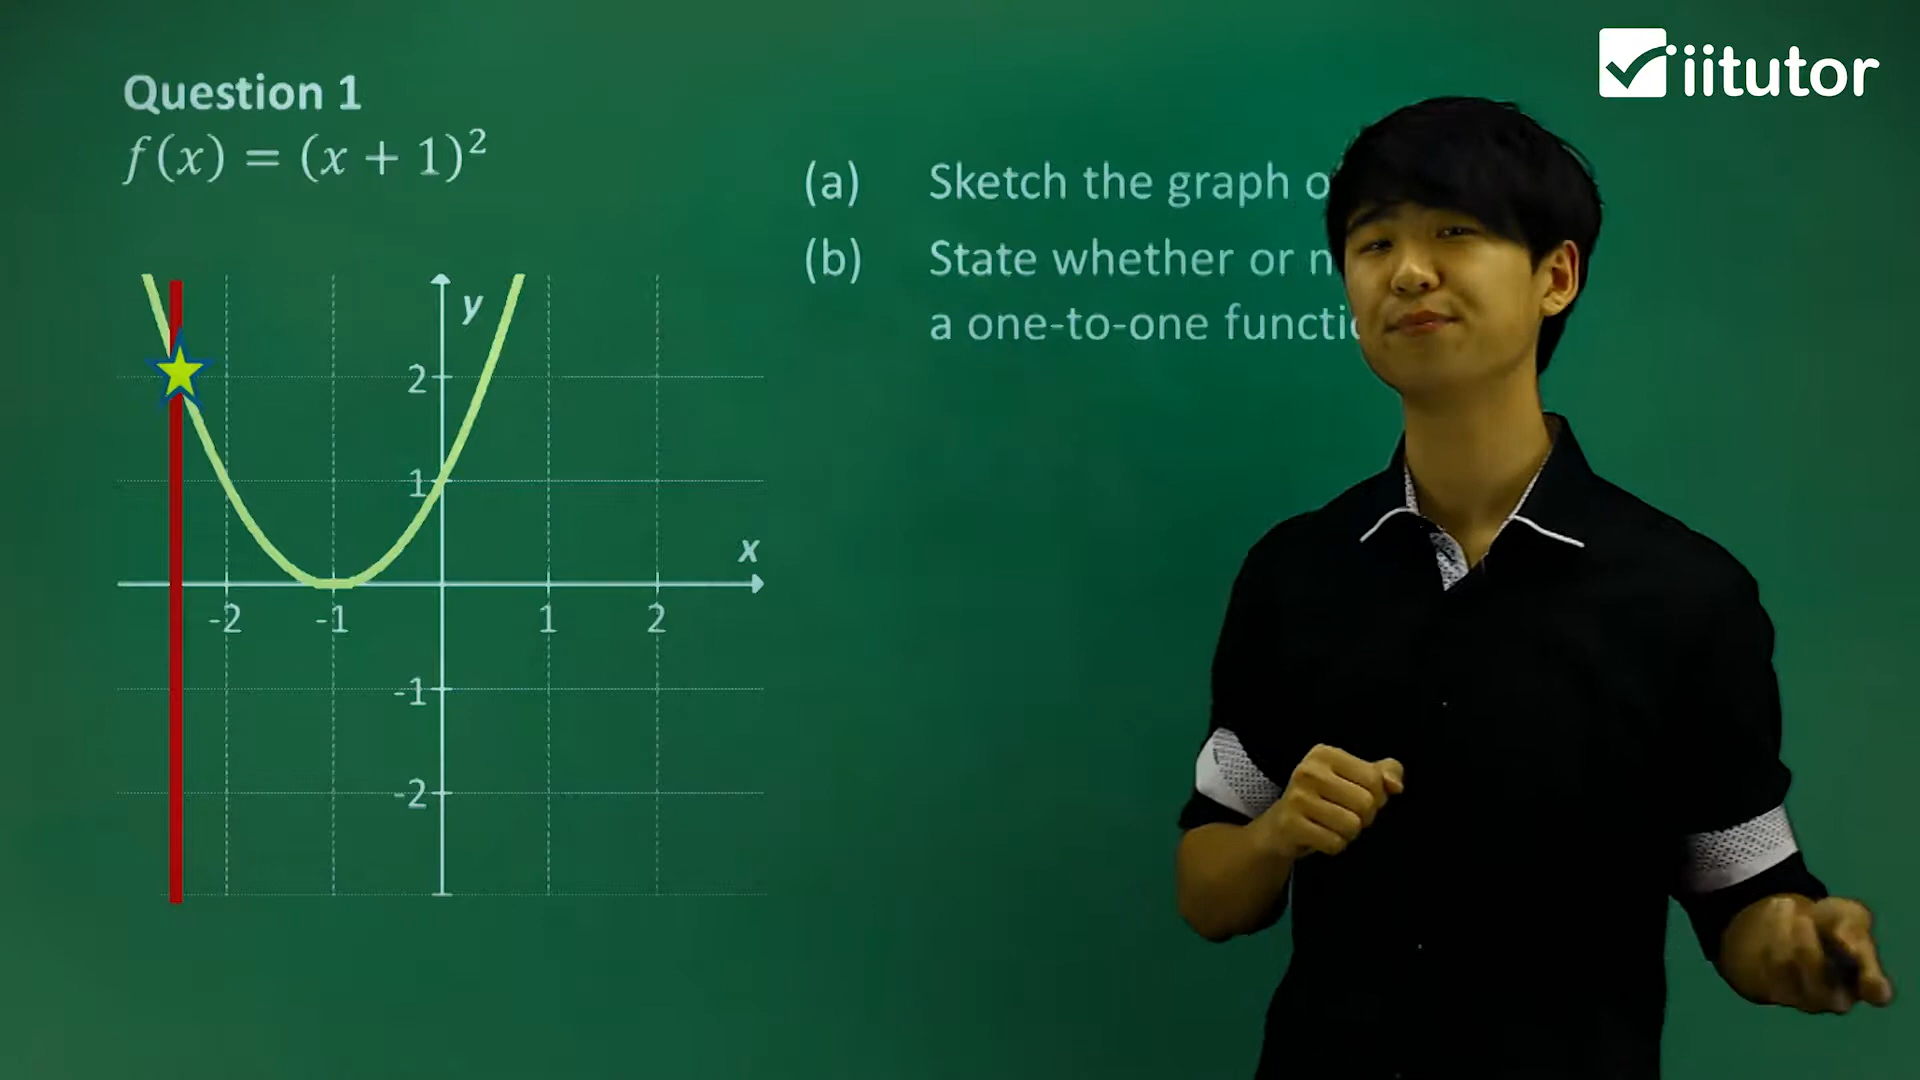 iitutor
Question 1
f(x) = (x + 1)²
(a) Sketch the graph
(b) State whether or
a one-to-one
y
2
1
x
-2 -1 1 2
-1
-2